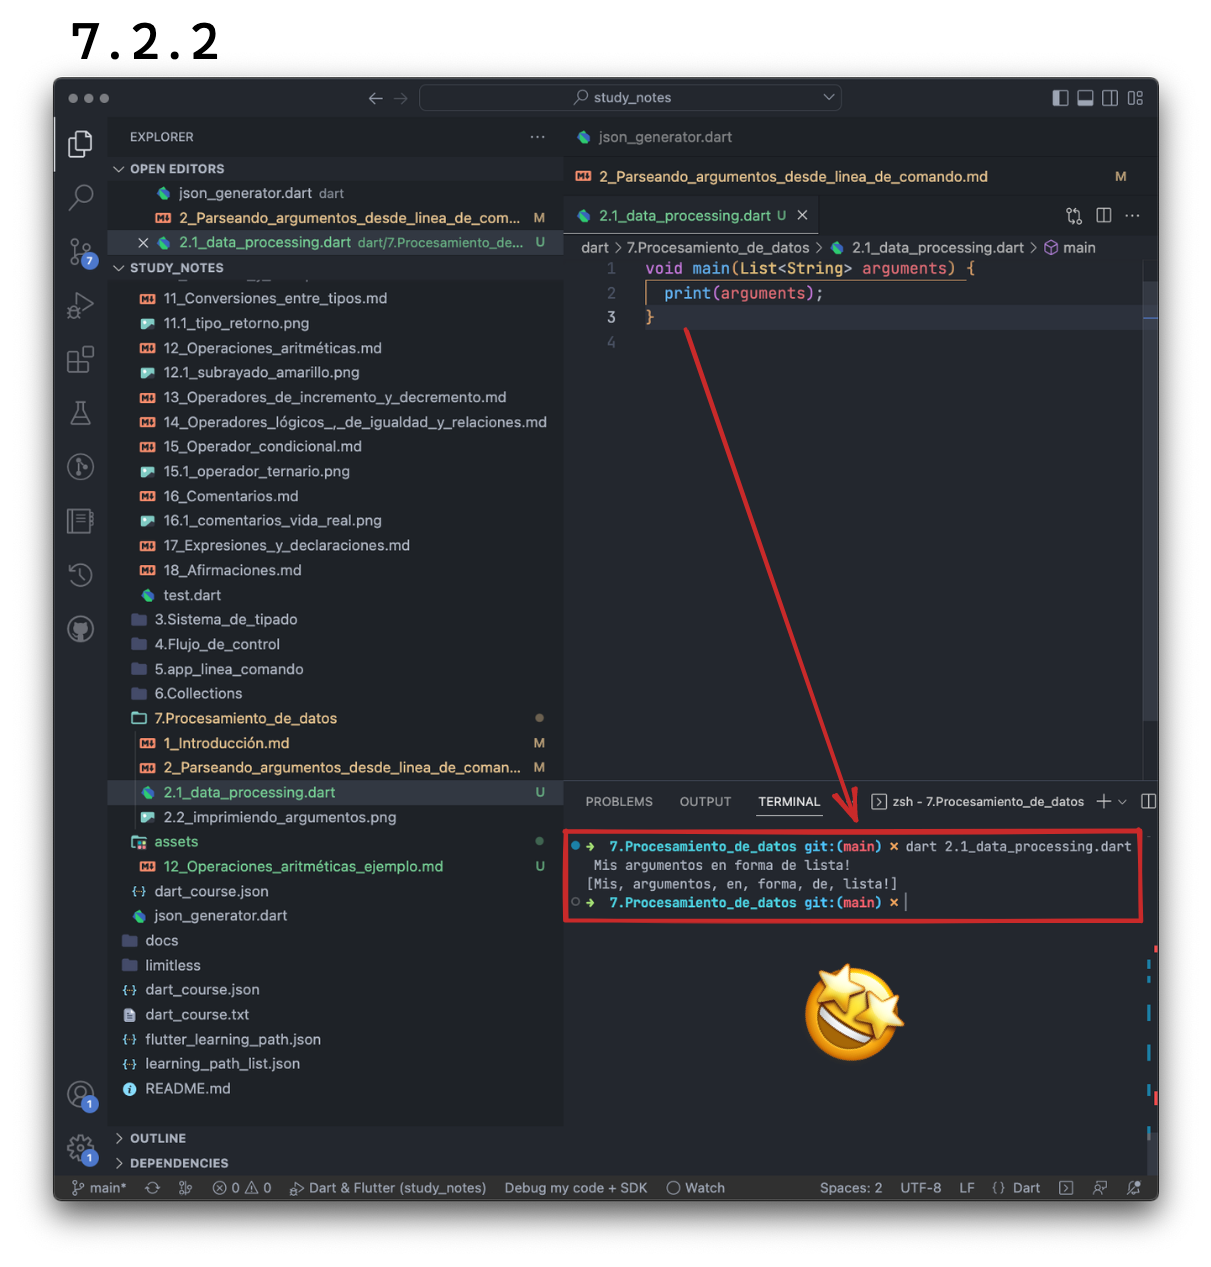 7.2.2
study_notes
EXPLORER
OPEN EDITORS
json_generator.dart dart
2_Parseando_argumentos_desde_linea_de_com... M
2.1_data_processing.dart dart/7.Procesamiento_de... U
STUDY_NOTES
11_Conversiones_entre_tipos.md
11.1_tipo_retorno.png
12_Operaciones_aritméticas.md
12.1_subrayado_amarillo.png
13_Operadores_de_incremento_y_decremento.md
14_Operadores_lógicos_,_de_igualdad_y_relaciones.md
15_Operador_condicional.md
15.1_operador_ternario.png
16_Comentarios.md
16.1_comentarios_vida_real.png
17_Expresiones_y_declaraciones.md
18_Afirmaciones.md
test.dart
3.Sistema_de_tipado
4.Flujo_de_control
5.app_linea_comando
6.Collections
7.Procesamiento_de_datos
1_Introducción.md M
2_Parseando_argumentos_desde_linea_de_coman... M
2.1_data_processing.dart U
2.2_imprimiendo_argumentos.png
assets
12_Operaciones_aritméticas_ejemplo.md U
dart_course.json
json_generator.dart
docs
limitless
dart_course.json
dart_course.txt
flutter_learning_path.json
learning_path_list.json
README.md
OUTLINE
DEPENDENCIES
7
1
1
json_generator.dart
2_Parseando_argumentos_desde_linea_de_comando.md M
2.1_data_processing.dart U
dart > 7.Procesamiento_de_datos > 2.1_data_processing.dart > main
1 void main(List<String> arguments) {
2 print(arguments);
3 }
4
PROBLEMS OUTPUT TERMINAL zsh - 7.Procesamiento_de_datos
7.Procesamiento_de_datos git:(main) × dart 2.1_data_processing.dart
Mis argumentos en forma de lista!
[Mis, argumentos, en, forma, de, lista!]
7.Procesamiento_de_datos git:(main) ×
main* 0 0 Dart & Flutter (study_notes) Debug my code + SDK Watch Spaces: 2 UTF-8 LF {} Dart